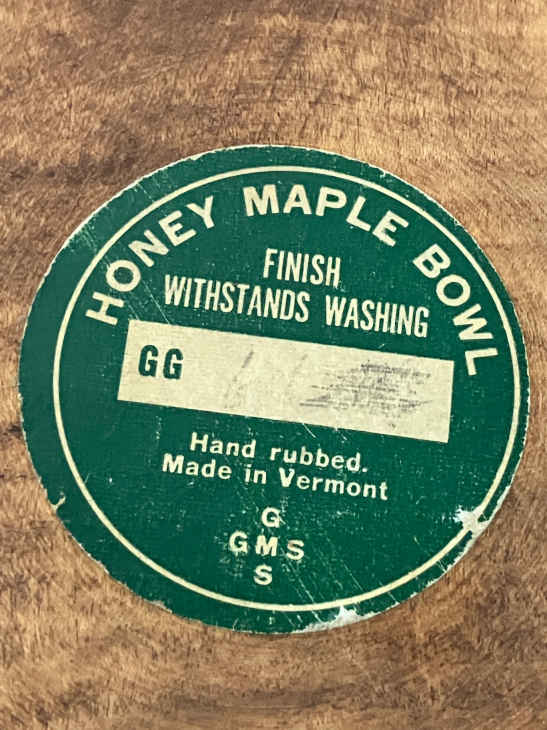 HONEY MAPLE BOWL
FINISH
WITHSTANDS WASHING
GG
Hand rubbed.
Made in Vermont
G
GMS
S